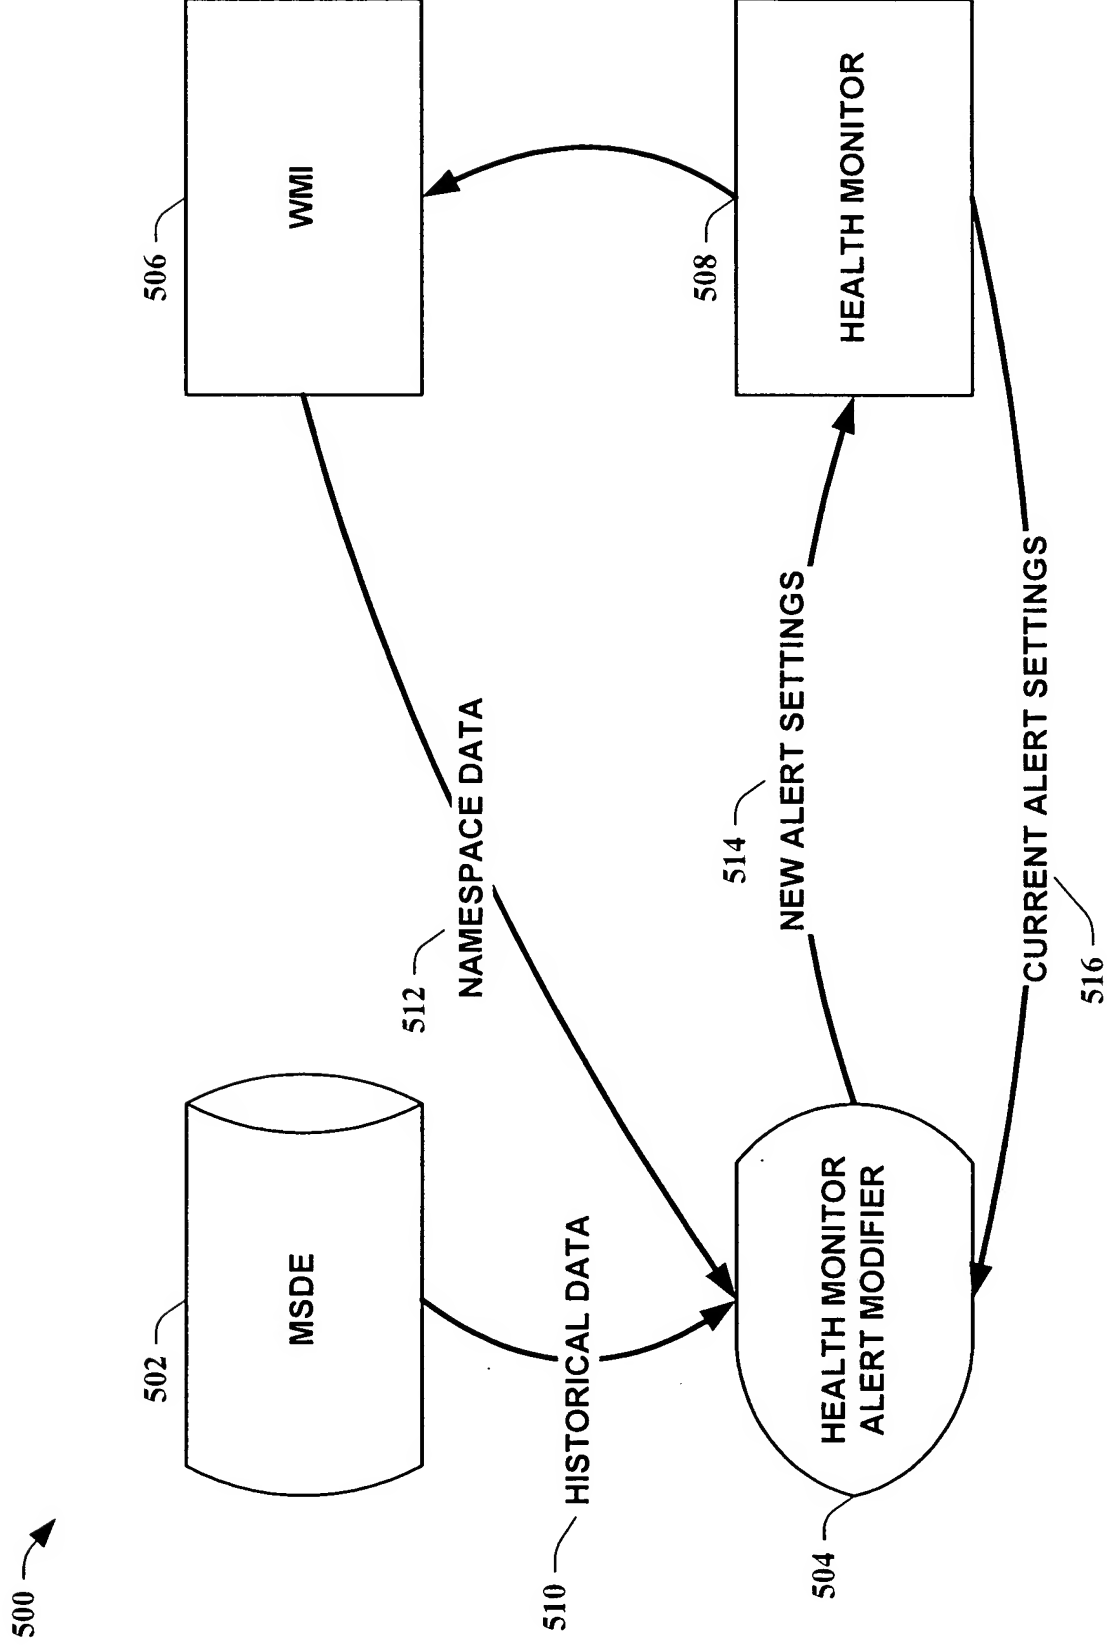 500
502
MSDE
506
WMI
512
NAMESPACE DATA
510
HISTORICAL DATA
508
HEALTH MONITOR
514
NEW ALERT SETTINGS
504
HEALTH MONITOR
ALERT MODIFIER
CURRENT ALERT SETTINGS
516